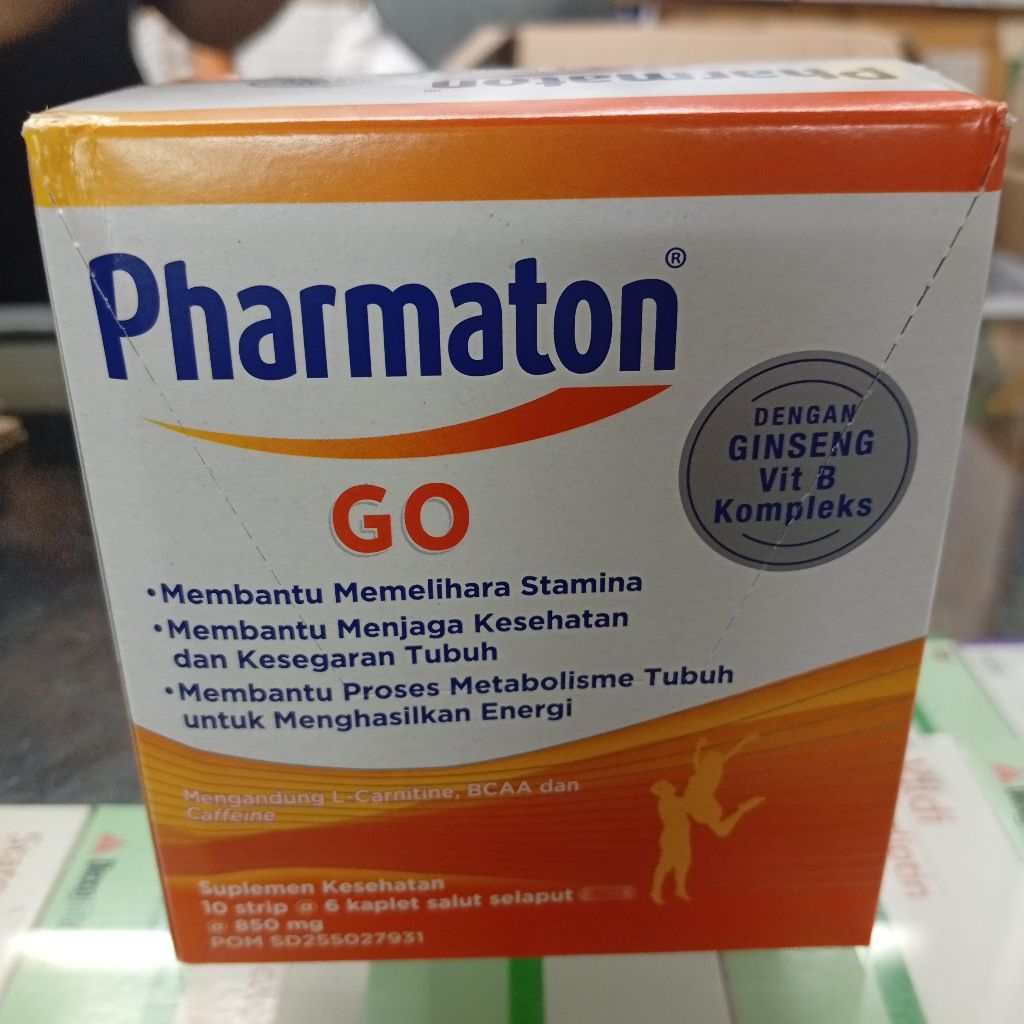 Pharmaton
Pharmaton®
DENGAN
GINSENG
Vit B
Kompleks
GO
•Membantu Memelihara Stamina
•Membantu Menjaga Kesehatan
dan Kesegaran Tubuh
•Membantu Proses Metabolisme Tubuh
untuk Menghasilkan Energi
Mengandung L-Carnitine, BCAA dan
Caffeine
Suplemen Kesehatan
10 strip @ 6 kaplet salut selaput
@ 850 mg
POM SD255027931